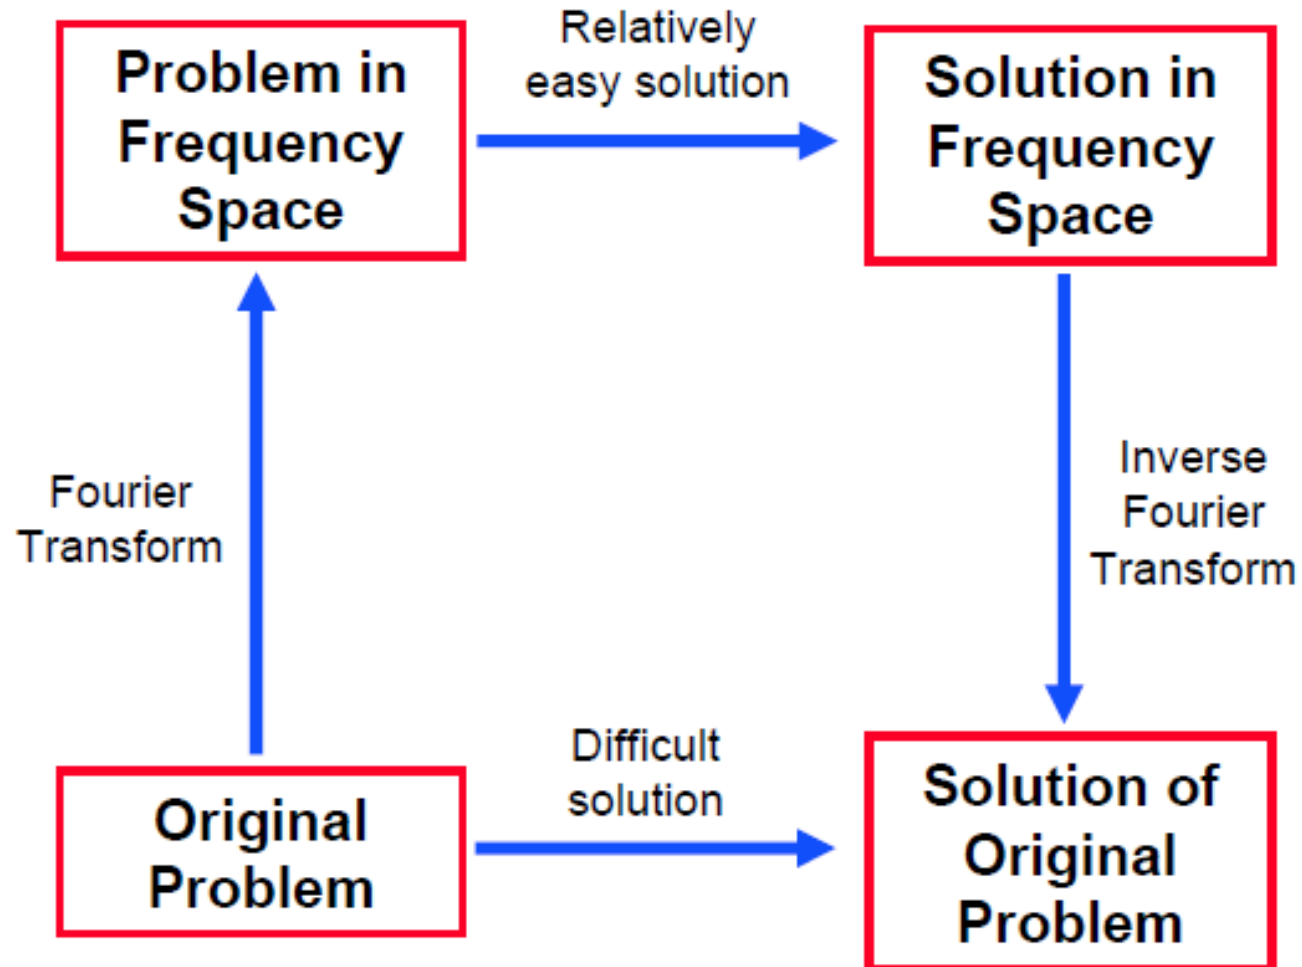 Problem in
Frequency
Space
Relatively
easy solution
Solution in
Frequency
Space
Fourier
Transform
Inverse
Fourier
Transform
Original
Problem
Difficult
solution
Solution of
Original
Problem